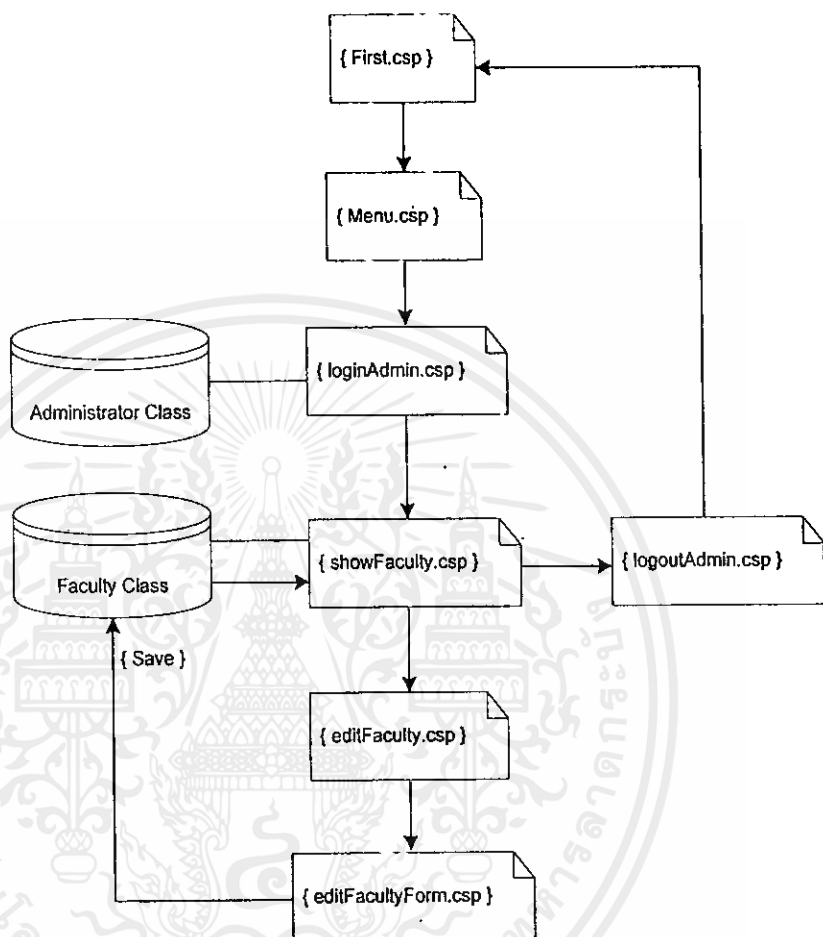 { First.csp }
{ Menu.csp }
{ loginAdmin.csp }
Administrator Class
{ showFaculty.csp }
{ logoutAdmin.csp }
Faculty Class
{ Save }
{ editFaculty.csp }
{ editFacultyForm.csp }